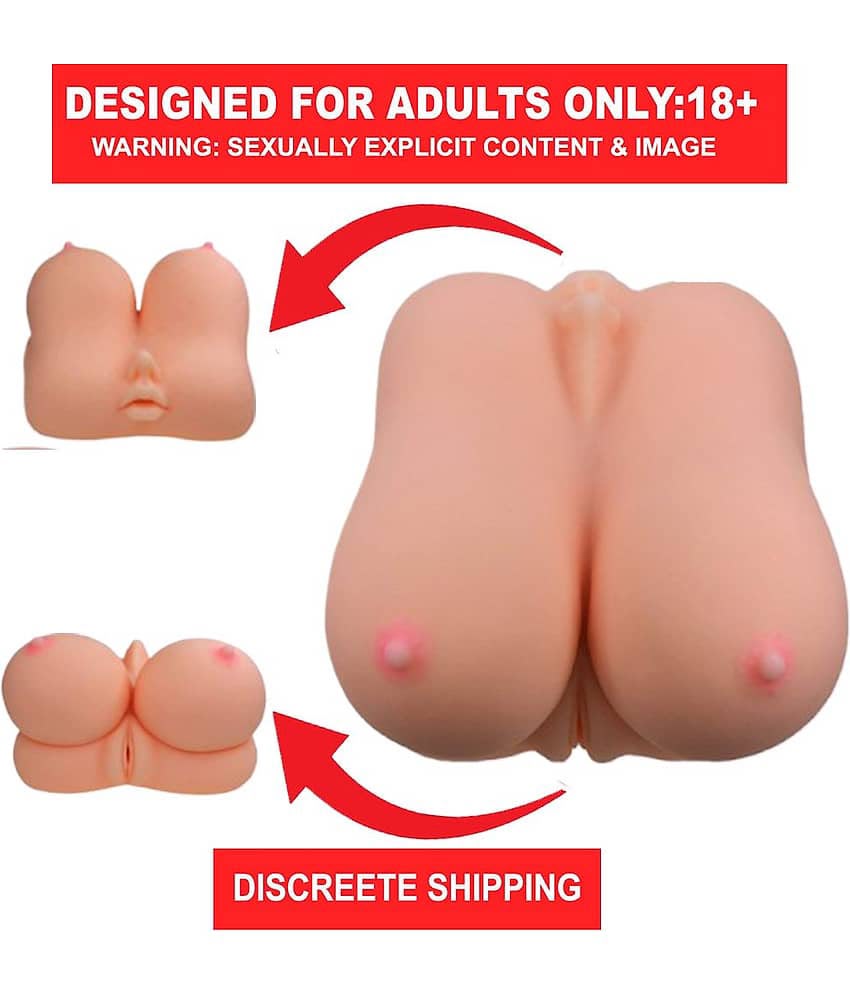 DESIGNED FOR ADULTS ONLY:18+
WARNING: SEXUALLY EXPLICIT CONTENT & IMAGE
DISCREETE SHIPPING